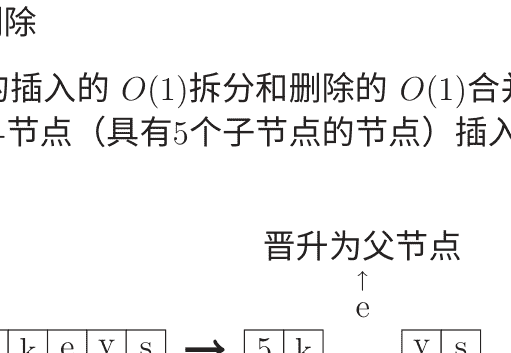 删除
的插入的 O(1)拆分和删除的 O(1)合并
节点（具有5个子节点的节点）插入
晋升为父节点
↑
e
k e y s → 5 k y s